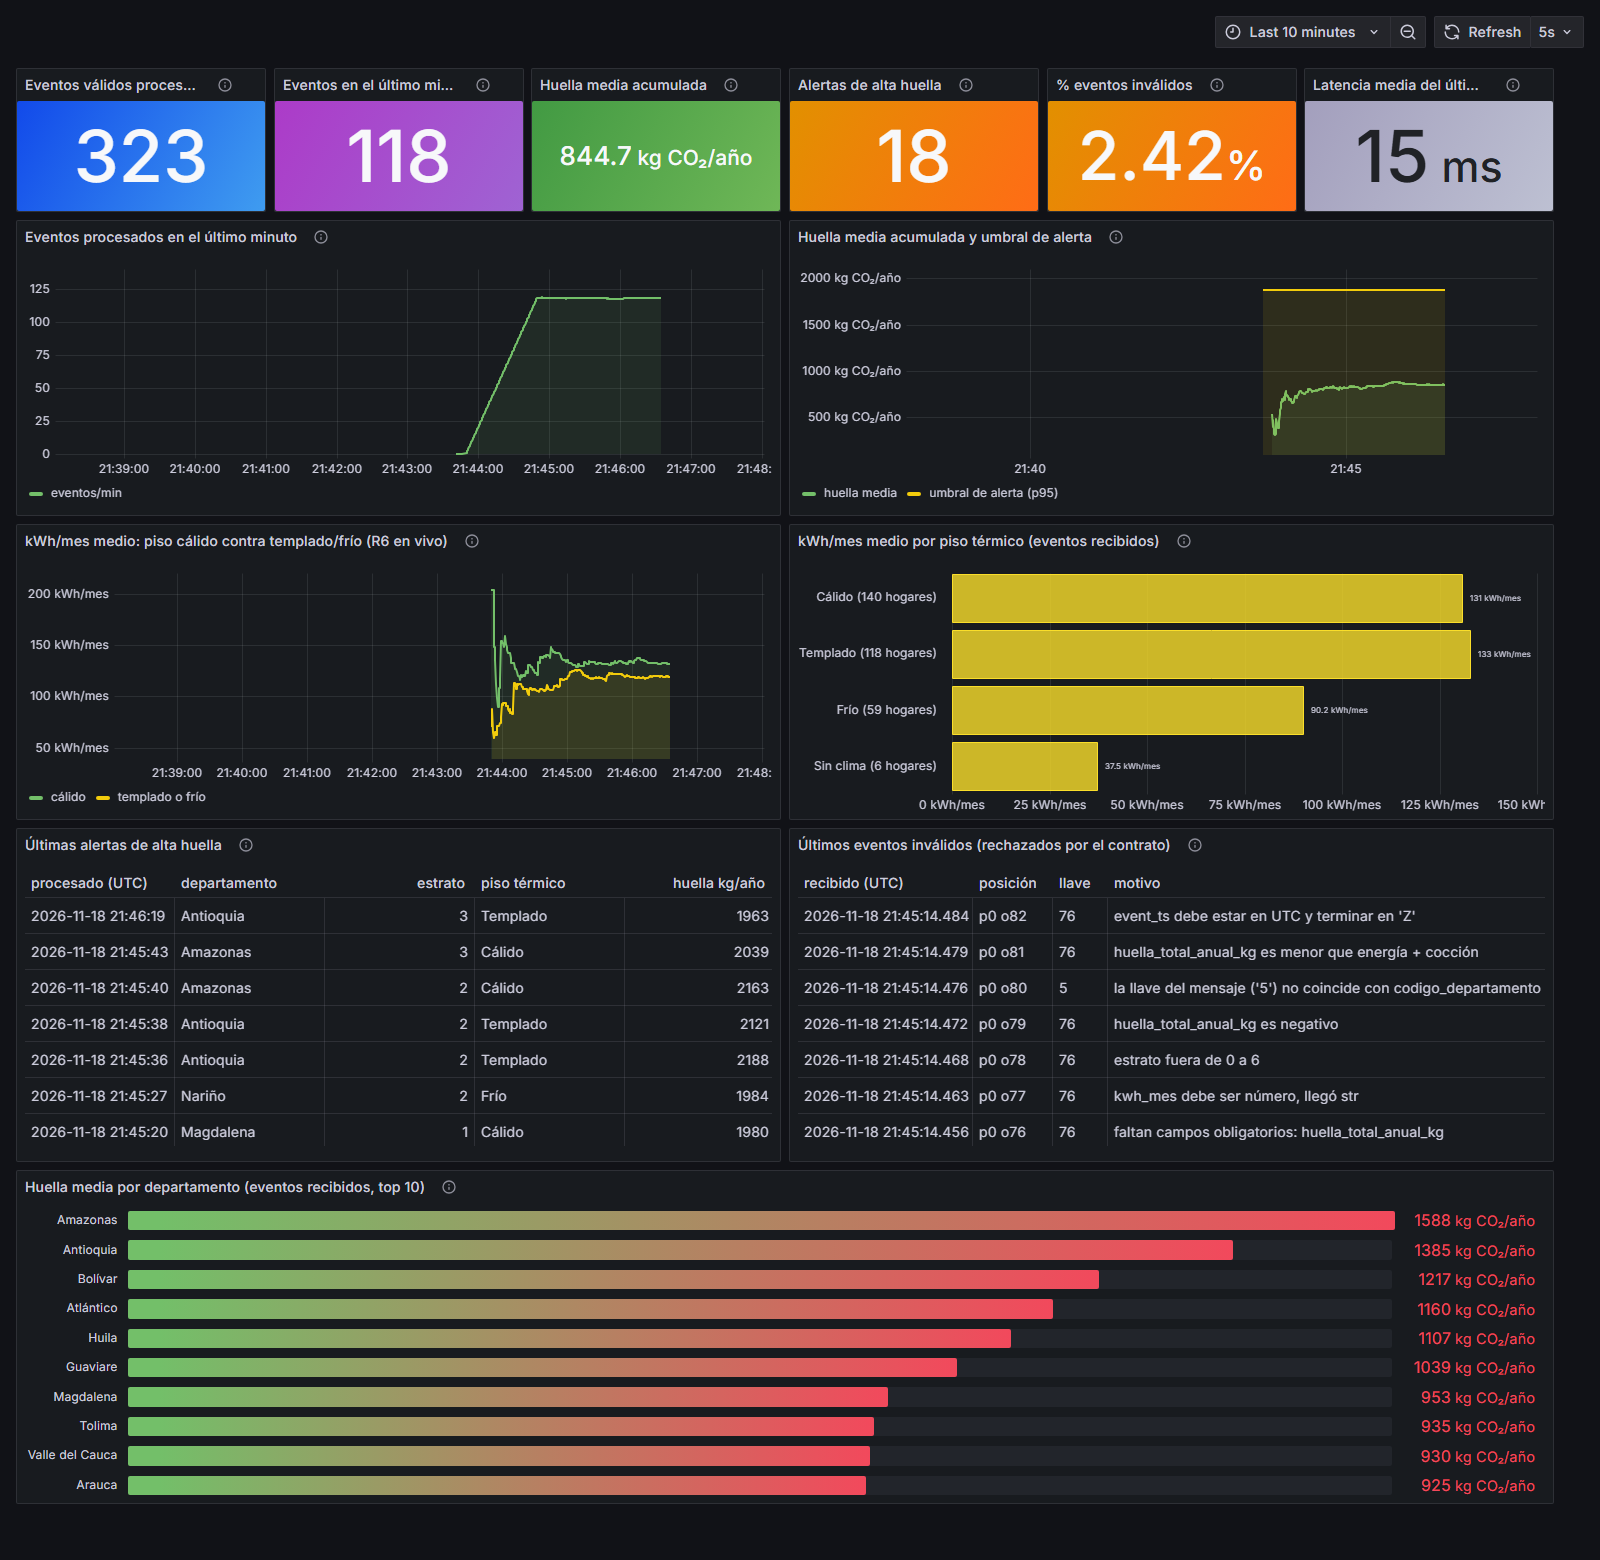 Last 10 minutes
Refresh
5s
Eventos válidos proces...
Eventos en el último mi...
Huella media acumulada
Alertas de alta huella
% eventos inválidos
Latencia media del últi...
323
118
844.7 kg CO₂/año
18
2.42%
15 ms
Eventos procesados en el último minuto
125
100
75
50
25
0
21:39:00 21:40:00 21:41:00 21:42:00 21:43:00 21:44:00 21:45:00 21:46:00 21:47:00 21:48:
eventos/min
Huella media acumulada y umbral de alerta
2000 kg CO₂/año
1500 kg CO₂/año
1000 kg CO₂/año
500 kg CO₂/año
21:40 21:45
huella media umbral de alerta (p95)
kWh/mes medio: piso cálido contra templado/frío (R6 en vivo)
200 kWh/mes
150 kWh/mes
100 kWh/mes
50 kWh/mes
21:39:00 21:40:00 21:41:00 21:42:00 21:43:00 21:44:00 21:45:00 21:46:00 21:47:00 21:48:
cálido templado o frío
kWh/mes medio por piso térmico (eventos recibidos)
Cálido (140 hogares) 131 kWh/mes
Templado (118 hogares) 133 kWh/mes
Frío (59 hogares) 90.2 kWh/mes
Sin clima (6 hogares) 37.5 kWh/mes
0 kWh/mes 25 kWh/mes 50 kWh/mes 75 kWh/mes 100 kWh/mes 125 kWh/mes 150 kWh
Últimas alertas de alta huella
procesado (UTC) departamento estrato piso térmico huella kg/año
2026-11-18 21:46:19 Antioquia 3 Templado 1963
2026-11-18 21:45:43 Amazonas 3 Cálido 2039
2026-11-18 21:45:40 Amazonas 2 Cálido 2163
2026-11-18 21:45:38 Antioquia 2 Templado 2121
2026-11-18 21:45:36 Antioquia 2 Templado 2188
2026-11-18 21:45:27 Nariño 2 Frío 1984
2026-11-18 21:45:20 Magdalena 1 Cálido 1980
Últimos eventos inválidos (rechazados por el contrato)
recibido (UTC) posición llave motivo
2026-11-18 21:45:14.484 p0 o82 76 event_ts debe estar en UTC y terminar en 'Z'
2026-11-18 21:45:14.479 p0 o81 76 huella_total_anual_kg es menor que energía + cocción
2026-11-18 21:45:14.476 p0 o80 5 la llave del mensaje ('5') no coincide con codigo_departamento
2026-11-18 21:45:14.472 p0 o79 76 huella_total_anual_kg es negativo
2026-11-18 21:45:14.468 p0 o78 76 estrato fuera de 0 a 6
2026-11-18 21:45:14.463 p0 o77 76 kwh_mes debe ser número, llegó str
2026-11-18 21:45:14.456 p0 o76 76 faltan campos obligatorios: huella_total_anual_kg
Huella media por departamento (eventos recibidos, top 10)
Amazonas 1588 kg CO₂/año
Antioquia 1385 kg CO₂/año
Bolívar 1217 kg CO₂/año
Atlántico 1160 kg CO₂/año
Huila 1107 kg CO₂/año
Guaviare 1039 kg CO₂/año
Magdalena 953 kg CO₂/año
Tolima 935 kg CO₂/año
Valle del Cauca 930 kg CO₂/año
Arauca 925 kg CO₂/año